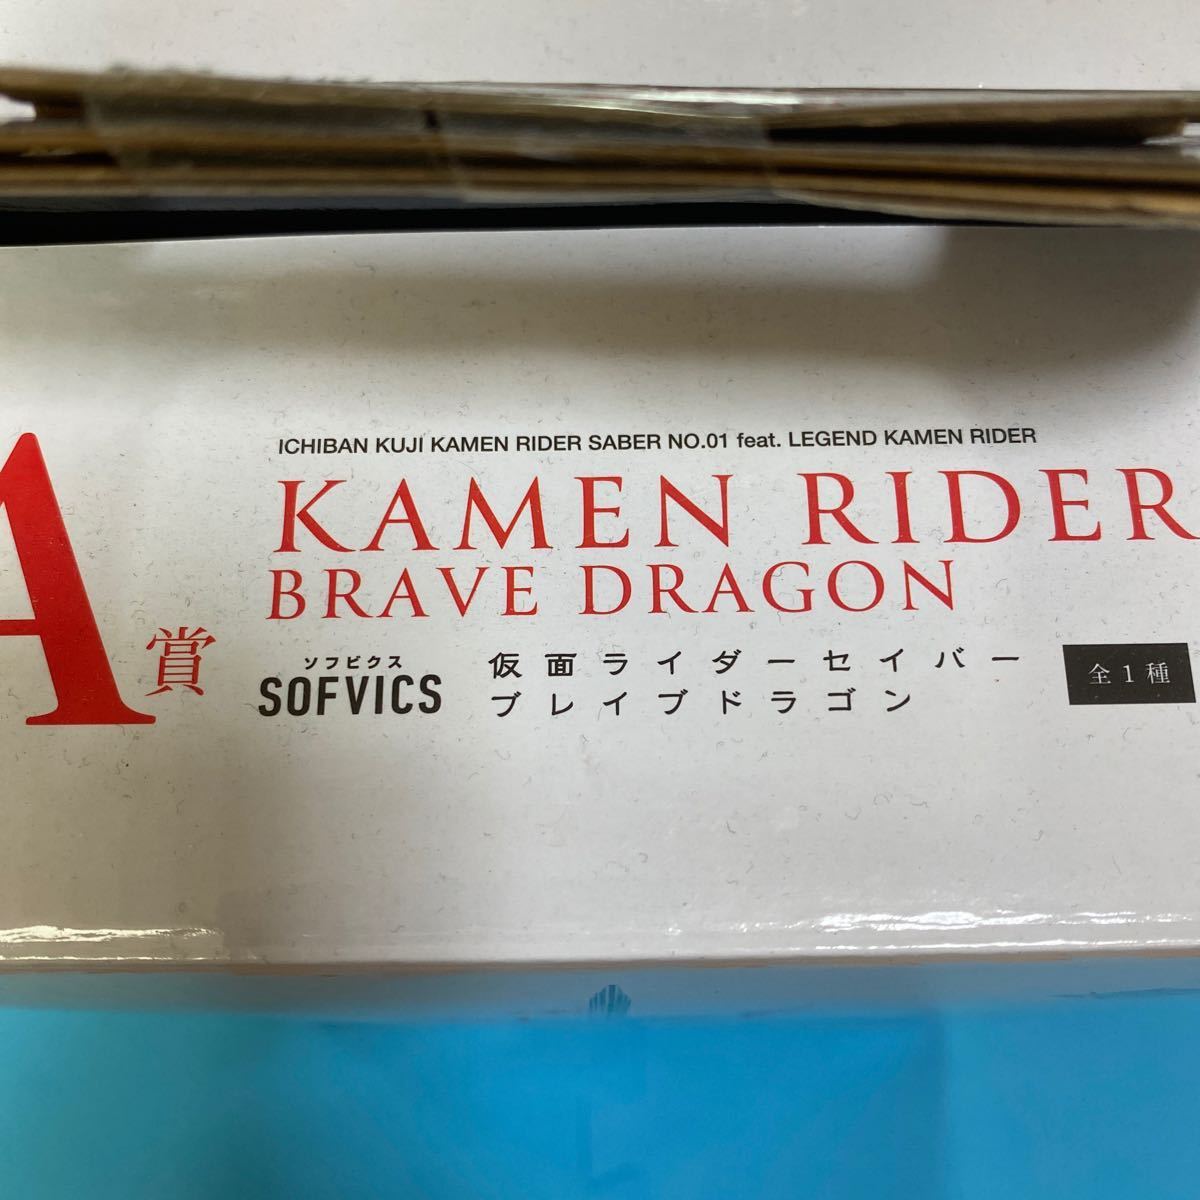 A賞
ICHIBAN KUJI KAMEN RIDER SABER NO.01 feat. LEGEND KAMEN RIDER
KAMEN RIDER
BRAVE DRAGON
ソフビクス
SOFVICS
仮面ライダーセイバー
ブレイブドラゴン
全1種